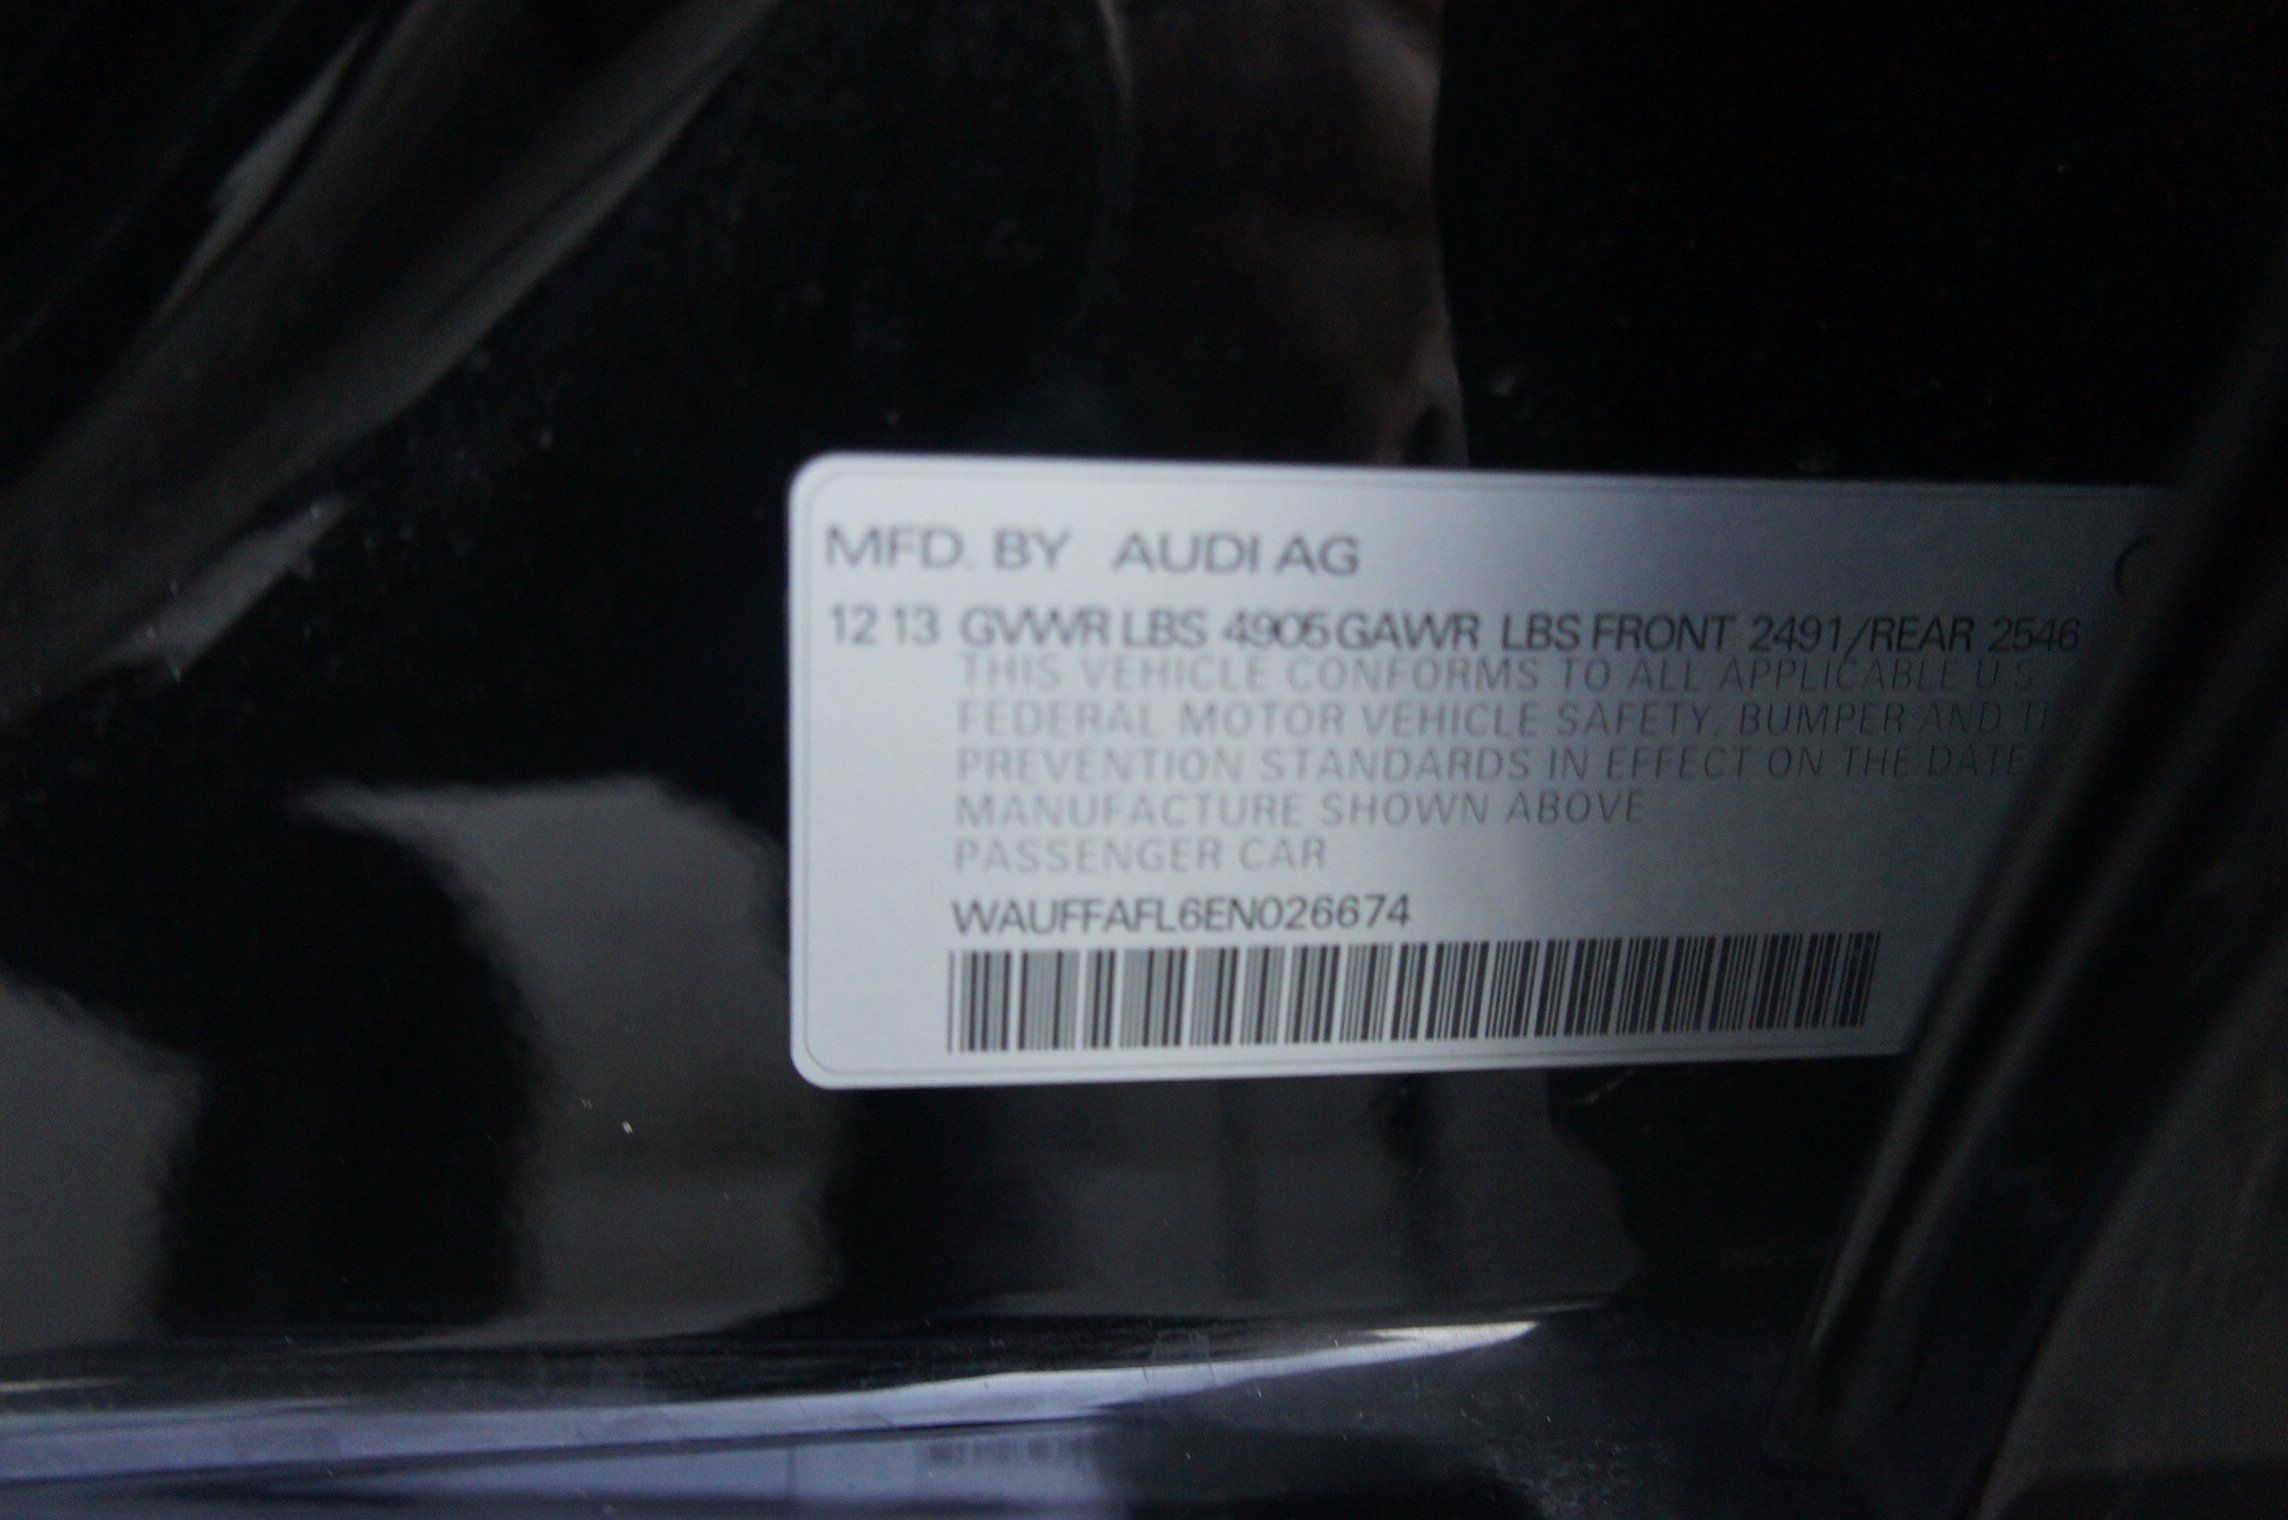 MFD. BY AUDI AG
12 13 GVWR LBS 4905 GAWR LBS FRONT 2491/REAR 2546
THIS VEHICLE CONFORMS TO ALL APPLICABLE U.S.
FEDERAL MOTOR VEHICLE SAFETY, BUMPER AND
PREVENTION STANDARDS IN EFFECT ON THE DATE
MANUFACTURE SHOWN ABOVE
PASSENGER CAR
WAUFFAFL6EN026674